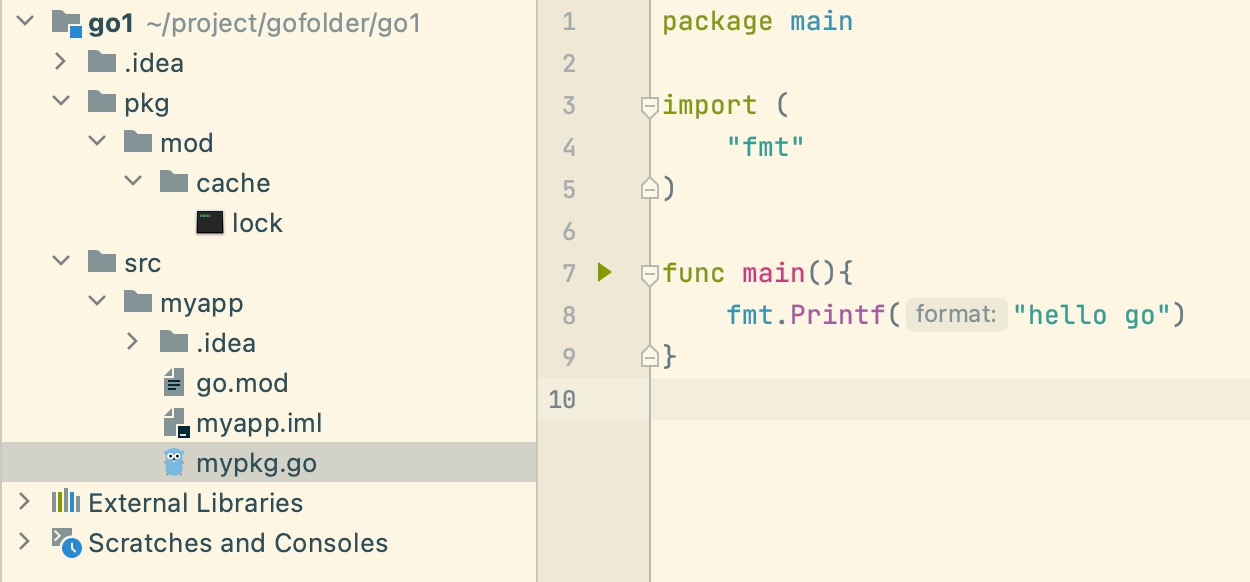 go1 ~/project/gofolder/go1
.idea
pkg
mod
cache
lock
src
myapp
.idea
go.mod
myapp.iml
mypkg.go
External Libraries
Scratches and Consoles
1 package main
2
3 import (
4 "fmt"
5 )
6
7 func main(){
8 fmt.Printf( format: "hello go")
9 }
10